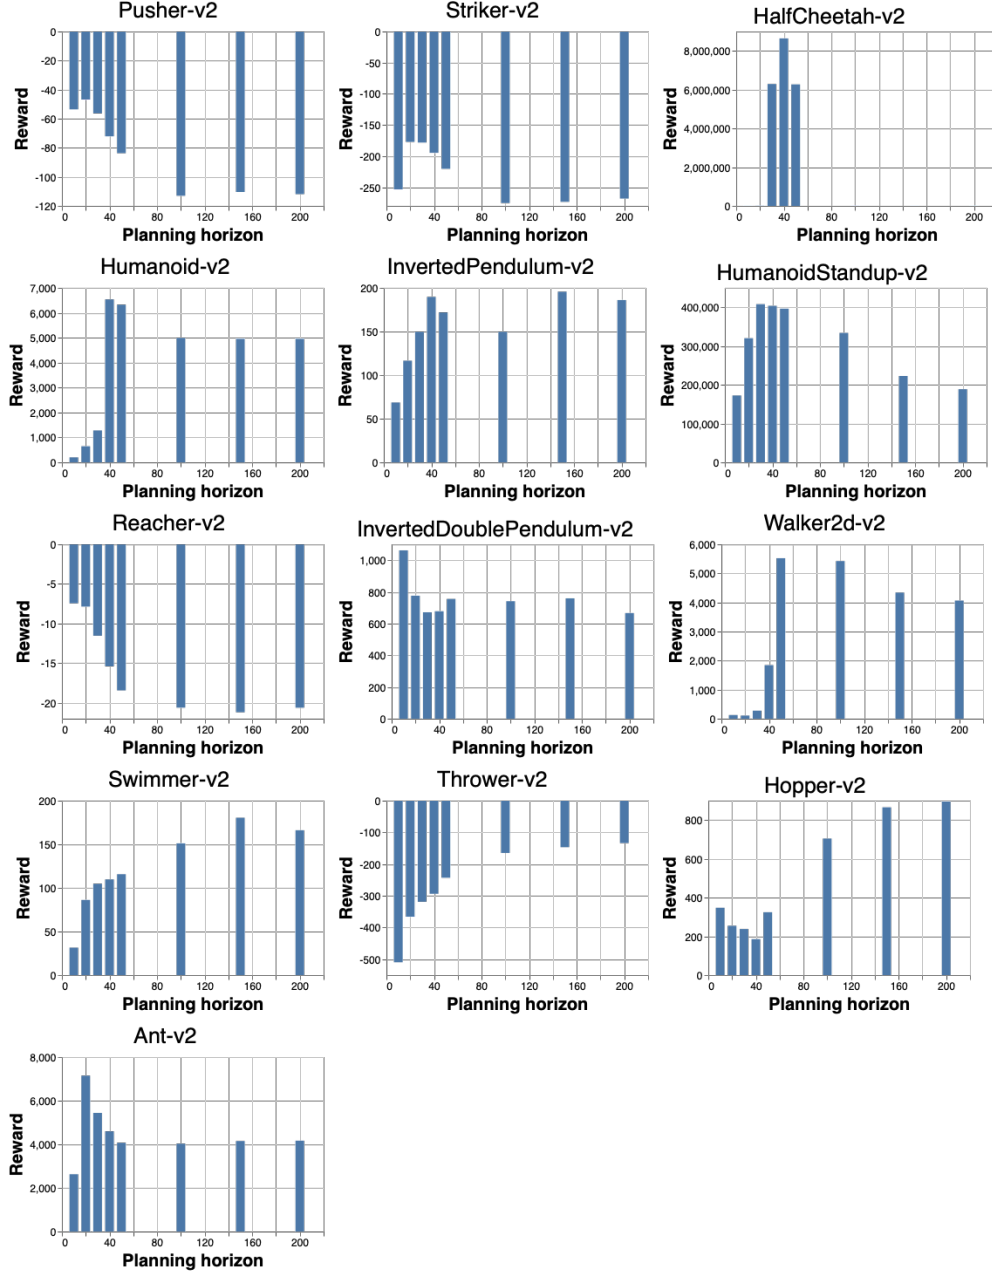 Pusher-v2
0
-20
-40
-60
-80
-100
-120
Reward
0 40 80 120 160 200
Planning horizon
Striker-v2
0
-50
-100
-150
-200
-250
Reward
0 40 80 120 160 200
Planning horizon
HalfCheetah-v2
8,000,000
6,000,000
4,000,000
2,000,000
0
Reward
0 40 80 120 160 200
Planning horizon
Humanoid-v2
7,000
6,000
5,000
4,000
3,000
2,000
1,000
0
Reward
0 40 80 120 160 200
Planning horizon
InvertedPendulum-v2
200
150
100
50
0
Reward
0 40 80 120 160 200
Planning horizon
HumanoidStandup-v2
400,000
300,000
200,000
100,000
0
Reward
0 40 80 120 160 200
Planning horizon
Reacher-v2
0
-5
-10
-15
-20
Reward
0 40 80 120 160 200
Planning horizon
InvertedDoublePendulum-v2
1,000
800
600
400
200
0
Reward
0 40 80 120 160 200
Planning horizon
Walker2d-v2
6,000
5,000
4,000
3,000
2,000
1,000
0
Reward
0 40 80 120 160 200
Planning horizon
Swimmer-v2
200
150
100
50
0
Reward
0 40 80 120 160 200
Planning horizon
Thrower-v2
0
-100
-200
-300
-400
-500
Reward
0 40 80 120 160 200
Planning horizon
Hopper-v2
800
600
400
200
0
Reward
0 40 80 120 160 200
Planning horizon
Ant-v2
8,000
6,000
4,000
2,000
0
Reward
0 40 80 120 160 200
Planning horizon